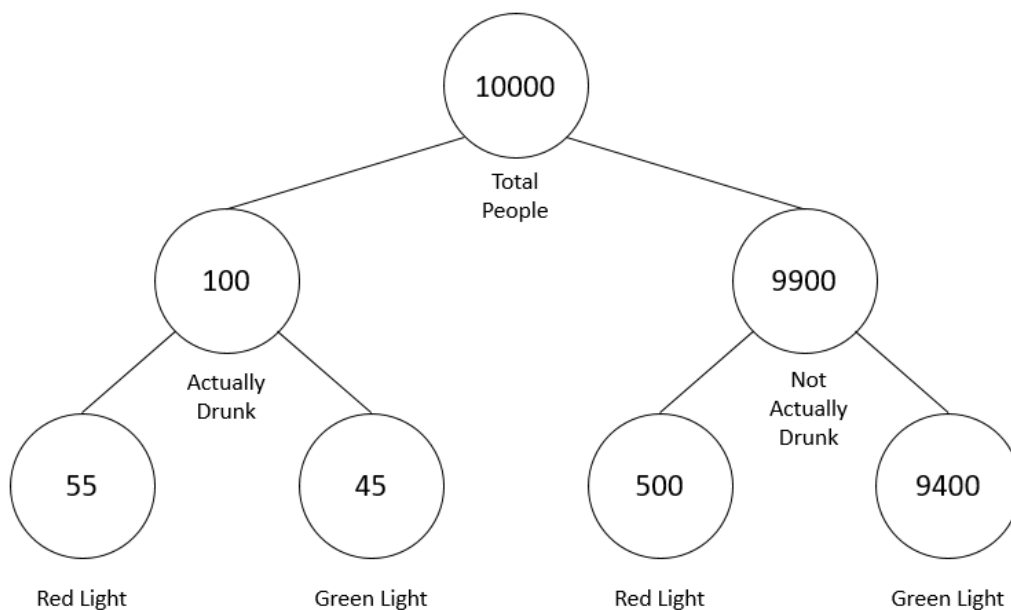 10000
Total
People
100
9900
Actually
Drunk
Not
Actually
Drunk
55
45
500
9400
Red Light
Green Light
Red Light
Green Light